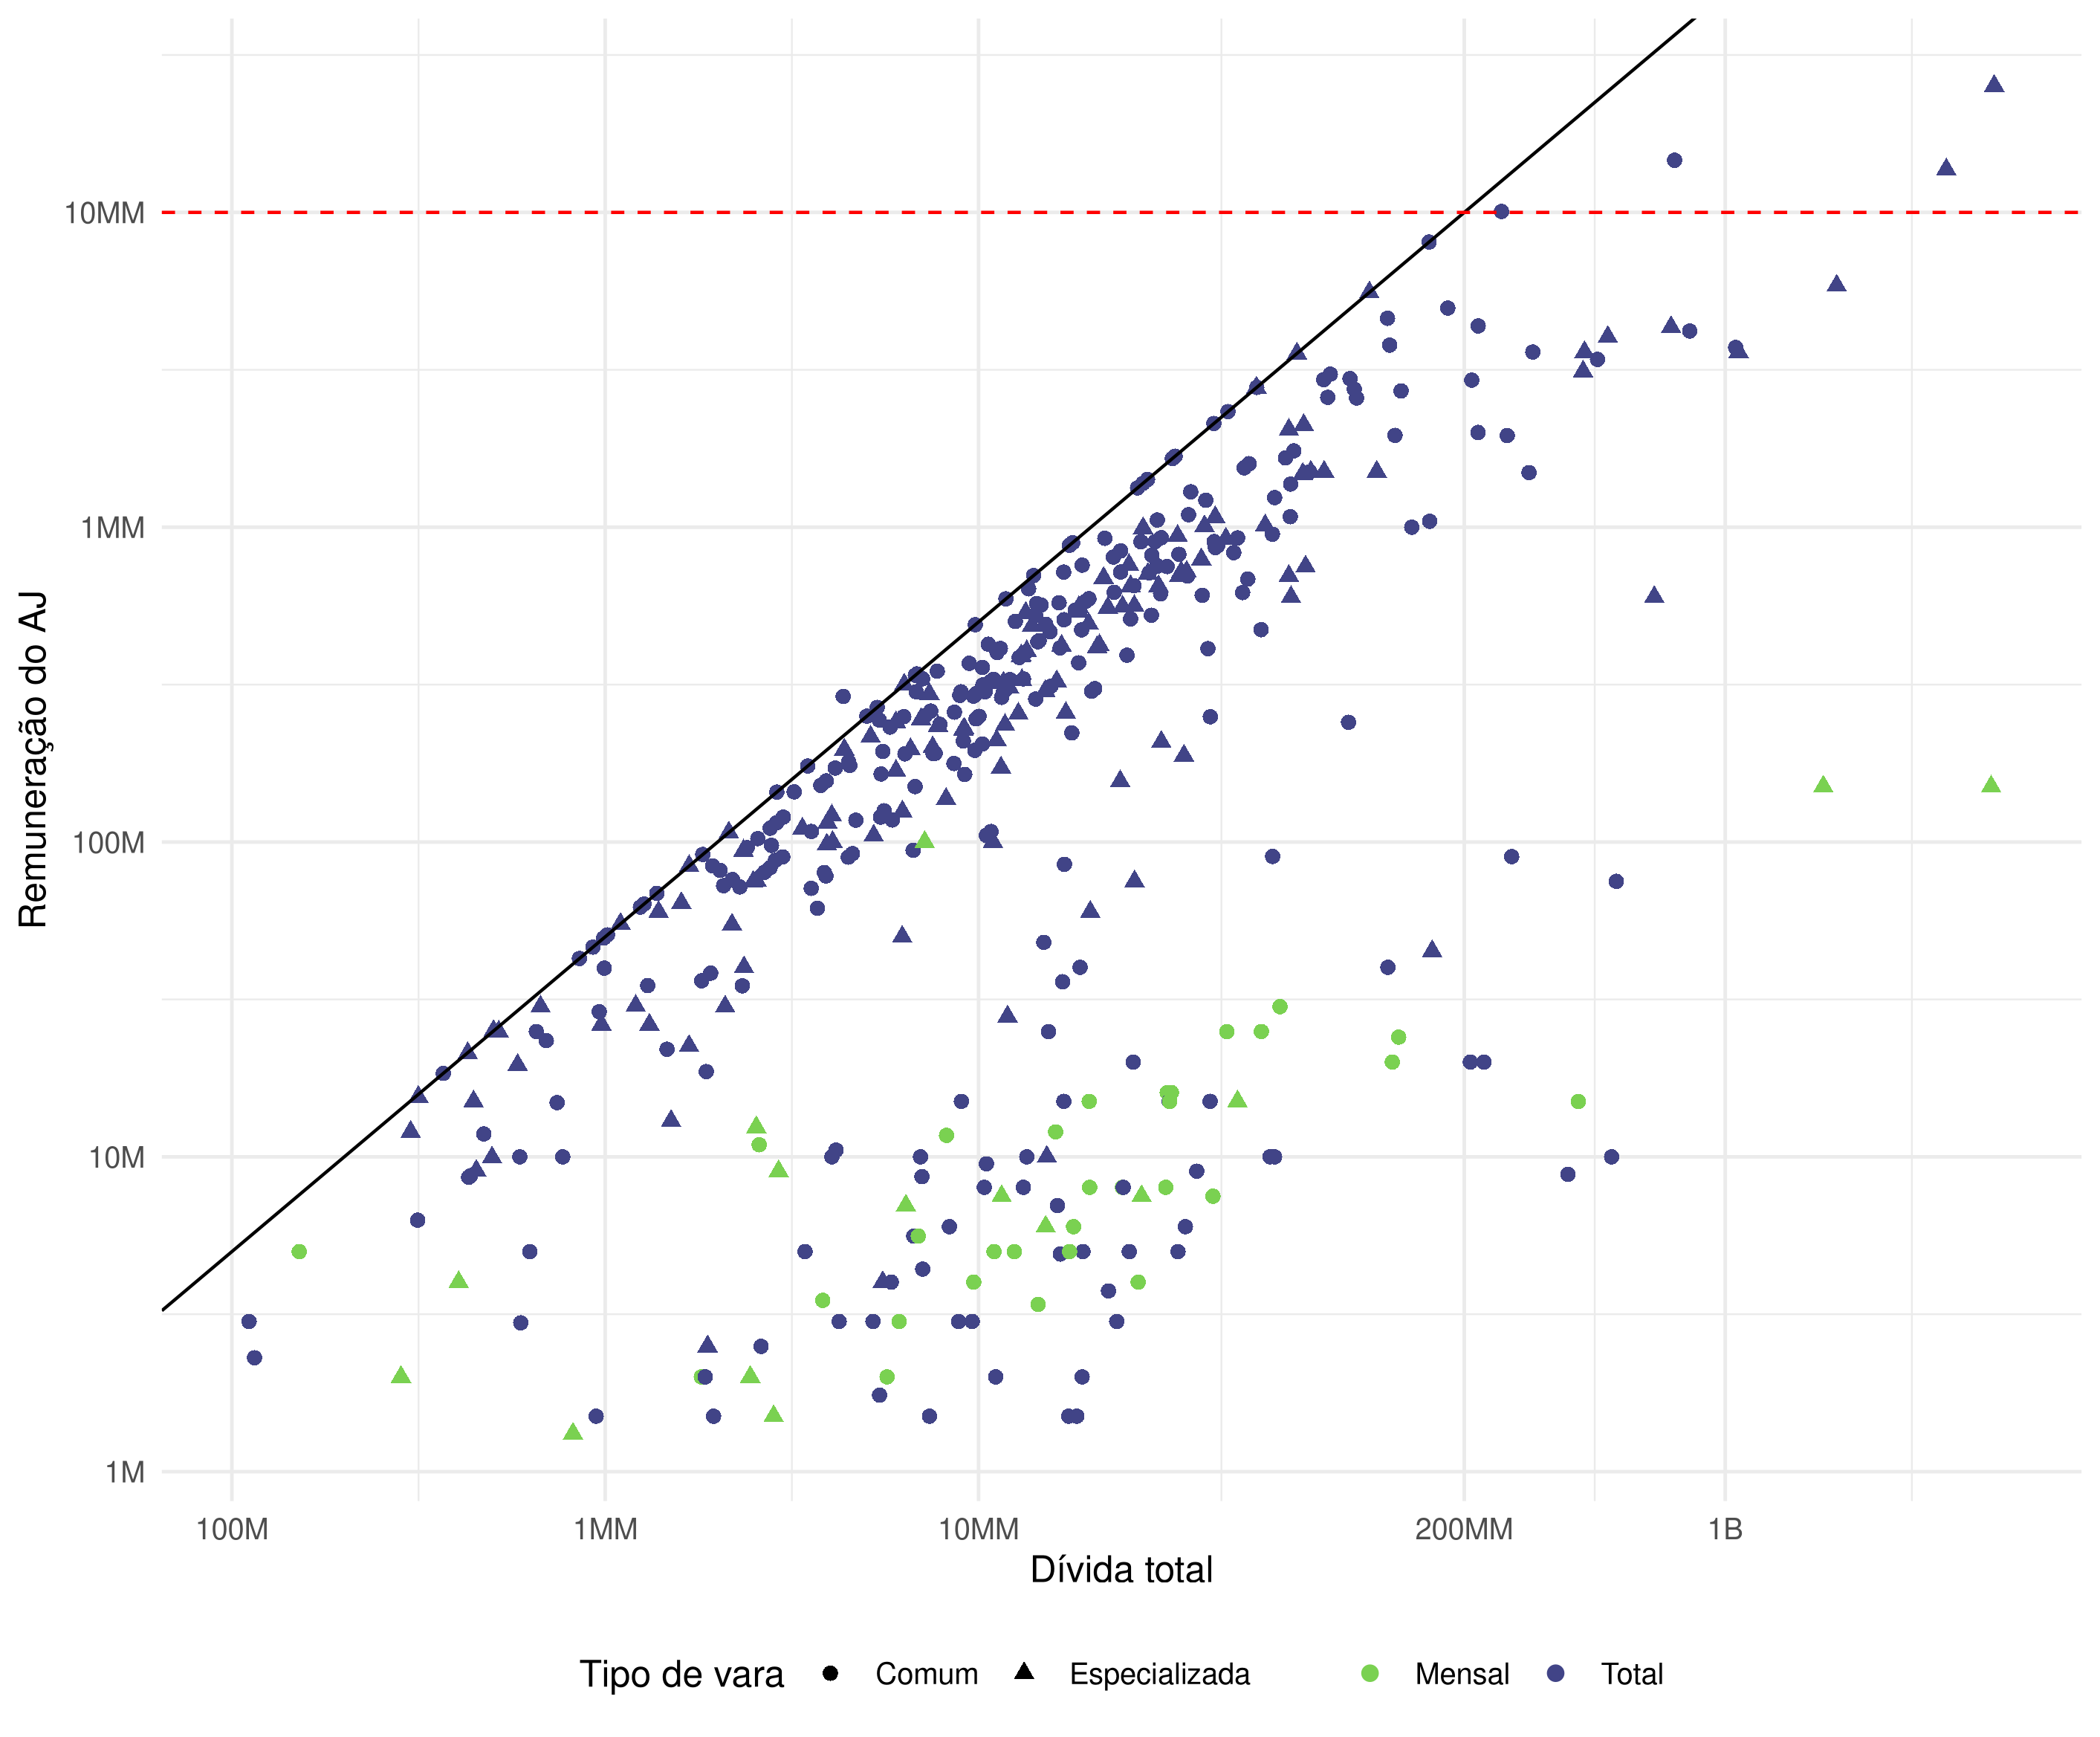 Remuneração do AJ
10MM
1MM
100M
10M
1M
100M 1MM 10MM 200MM 1B
Dívida total
Tipo de vara Comum Especializada Mensal Total